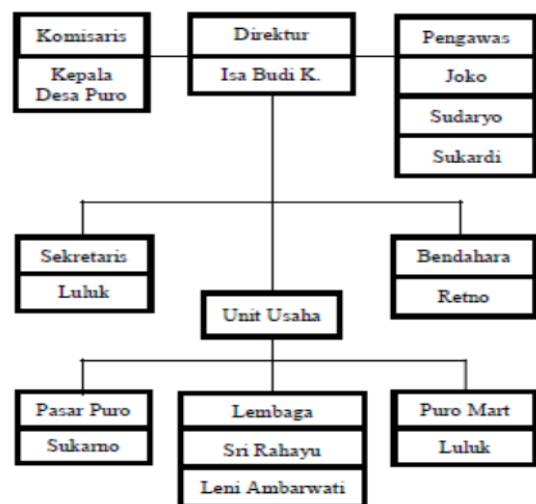 Komisaris
Kepala
Desa Puro
Direktur
Isa Budi K.
Pengawas
Joko
Sudaryo
Sukardi
Sekretaris
Luluk
Bendahara
Retno
Unit Usaha
Pasar Puro
Sukarno
Lembaga
Sri Rahayu
Leni Ambarwati
Puro Mart
Luluk